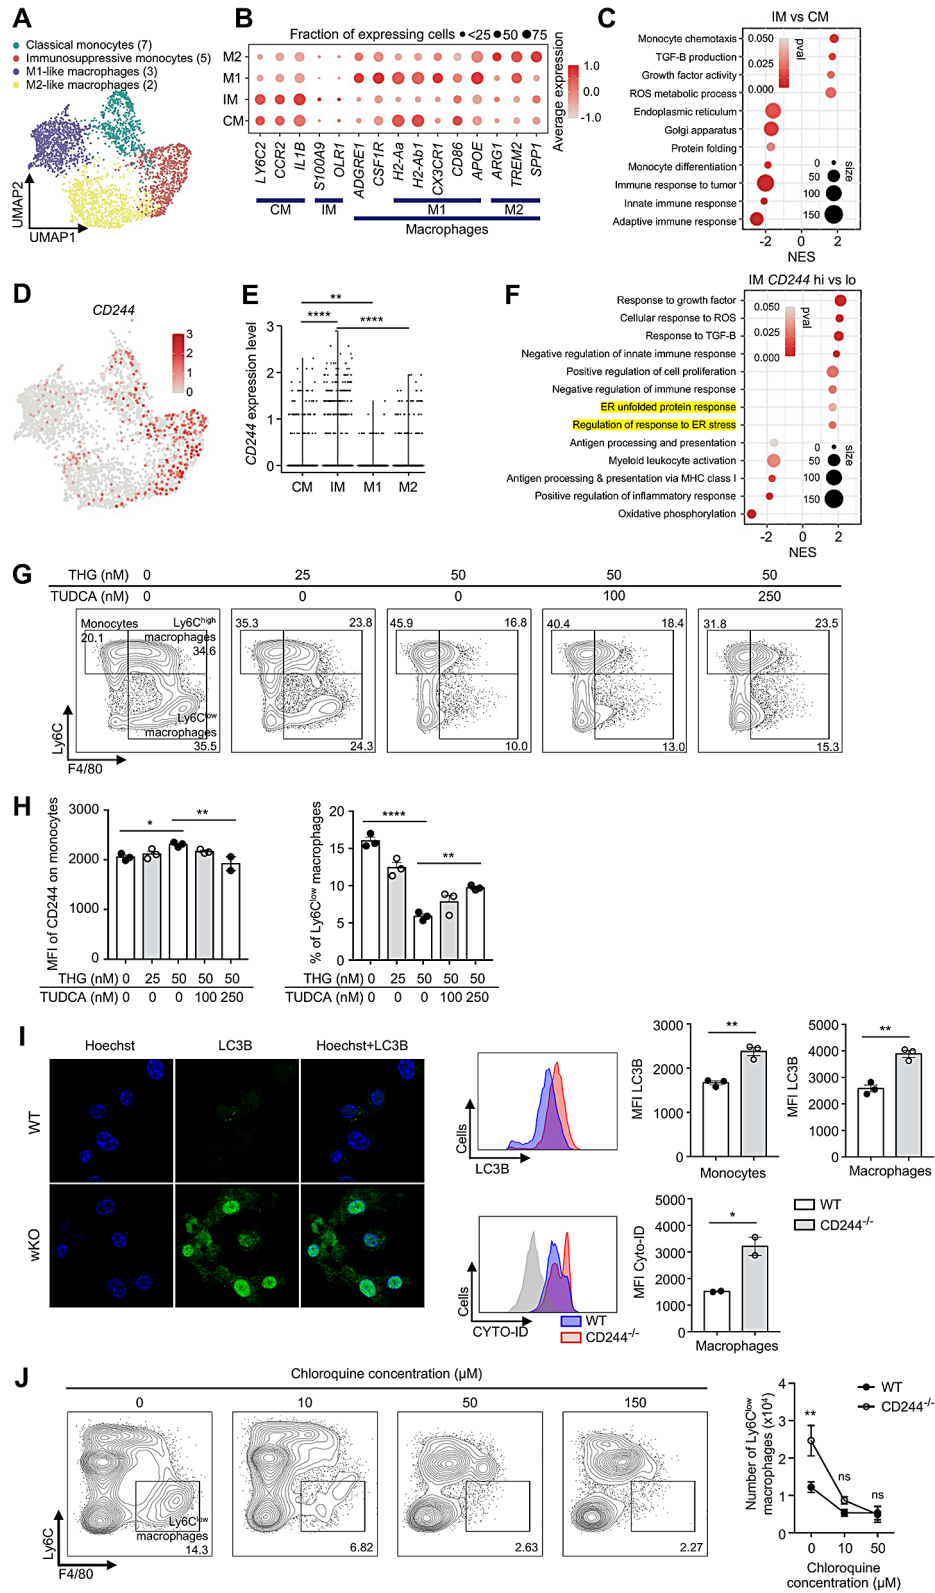 A
Classical monocytes (7)
Immunosuppressive monocytes (5)
M1-like macrophages (3)
M2-like macrophages (2)
UMAP2
UMAP1
B
Fraction of expressing cells <25 50 75
M2
M1
IM
CM
LY6C2 CCR2 IL1B S100A9 OLR1 ADGRE1 CSF1R H2-Aa H2-Ab1 CX3CR1 CD86 APOE ARG1 TREM2 SPP1
CM IM M1 M2
Macrophages
1.0
0.0
-1.0
Average expression
C
IM vs CM
Monocyte chemotaxis
TGF-B production
Growth factor activity
ROS metabolic process
Endoplasmic reticulum
Golgi apparatus
Protein folding
Monocyte differentiation
Immune response to tumor
Innate immune response
Adaptive immune response
0.050
0.025
0.000
pval
0
50
100
150
size
-2 0 2
NES
D
CD244
3
2
1
0
E
CD244 expression level
3
2
1
0
**
**** ****
CM IM M1 M2
F
IM CD244 hi vs lo
Response to growth factor
Cellular response to ROS
Response to TGF-B
Negative regulation of innate immune response
Positive regulation of cell proliferation
Negative regulation of immune response
ER unfolded protein response
Regulation of response to ER stress
Antigen processing and presentation
Myeloid leukocyte activation
Antigen processing & presentation via MHC class I
Positive regulation of inflammatory response
Oxidative phosphorylation
0.050
0.025
0.000
pval
0
50
100
150
size
-2 0 2
NES
G
THG (nM) 0 25 50 50 50
TUDCA (nM) 0 0 0 100 250
Monocytes
20.1
Ly6Chigh
macrophages
34.6
Ly6Clow
macrophages
35.5
35.3 23.8
24.3
45.9 16.8
10.0
40.4 18.4
13.0
31.8 23.5
15.3
Ly6C
F4/80
H
MFI of CD244 on monocytes
3000
2000
1000
0
* **
THG (nM) 0 25 50 50 50
TUDCA (nM) 0 0 0 100 250
% of Ly6Clow macrophages
20
15
10
5
0
**** **
THG (nM) 0 25 50 50 50
TUDCA (nM) 0 0 0 100 250
I
Hoechst LC3B Hoechst+LC3B
WT
wKO
Cells
LC3B
MFI LC3B
3000
2000
1000
0
**
Monocytes
MFI LC3B
5000
4000
3000
2000
1000
0
**
Macrophages
Cells
CYTO-ID
WT
CD244-/-
MFI Cyto-ID
5000
4000
3000
2000
1000
0
*
Macrophages
WT
CD244-/-
J
Chloroquine concentration (µM)
0 10 50 150
Ly6Clow
macrophages
14.3
6.82
2.63
2.27
Ly6C
F4/80
Number of Ly6Clow
macrophages (x10⁴)
4
3
2
1
0
WT
CD244-/-
**
ns
ns
0 10 50
Chloroquine
concentration (µM)